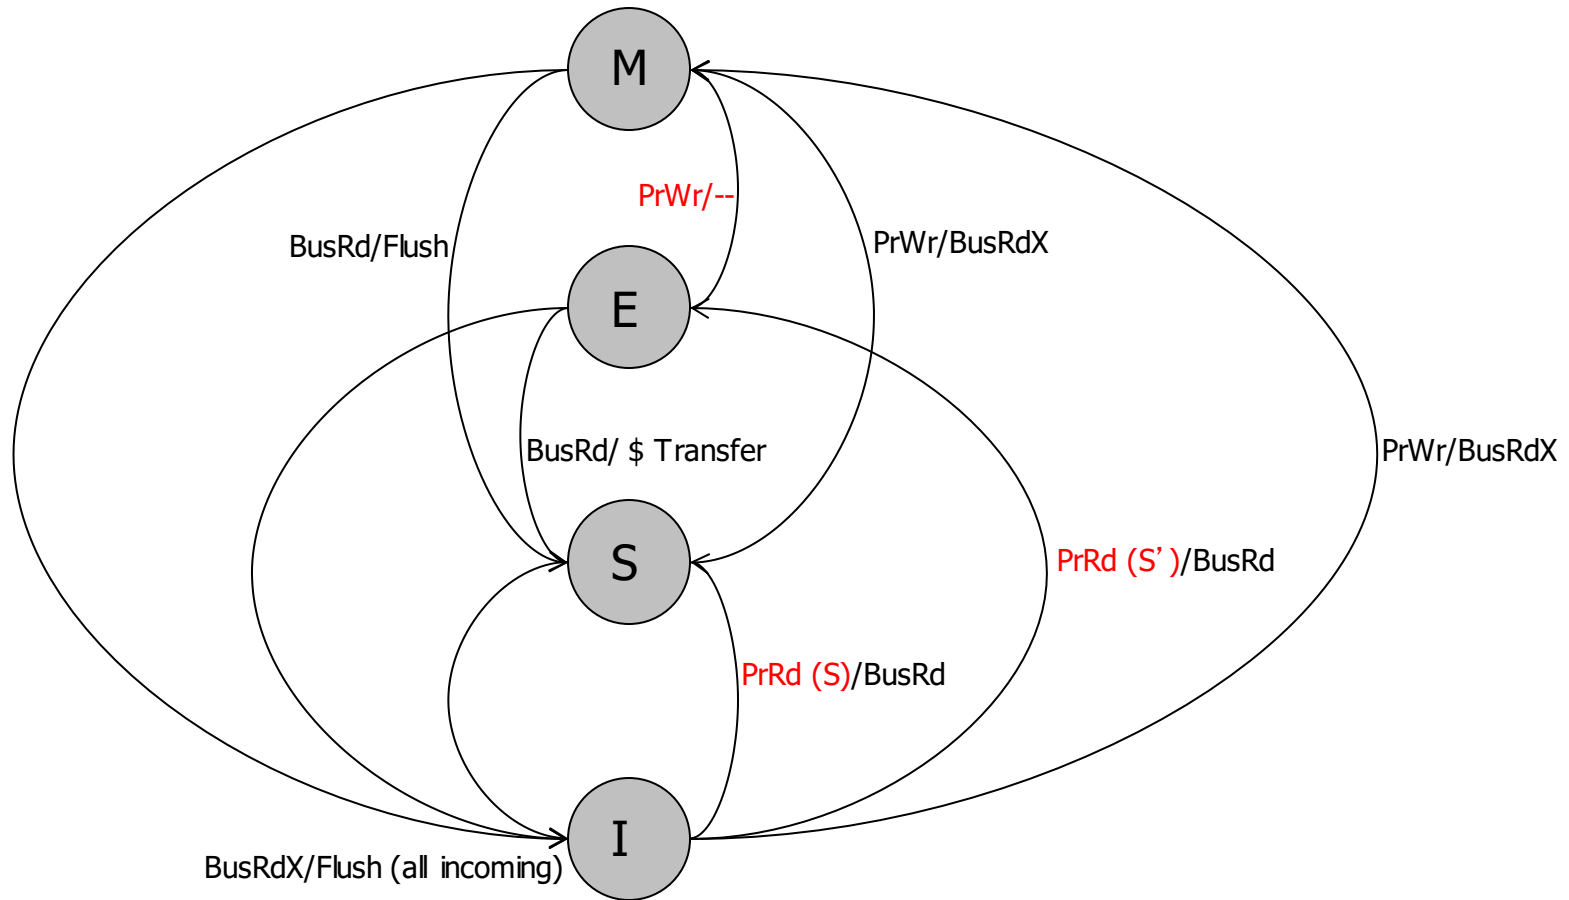 M
PrWr/--
BusRd/Flush
PrWr/BusRdX
E
BusRd/ $ Transfer
PrWr/BusRdX
S
PrRd (S’)/BusRd
PrRd (S)/BusRd
I
BusRdX/Flush (all incoming)